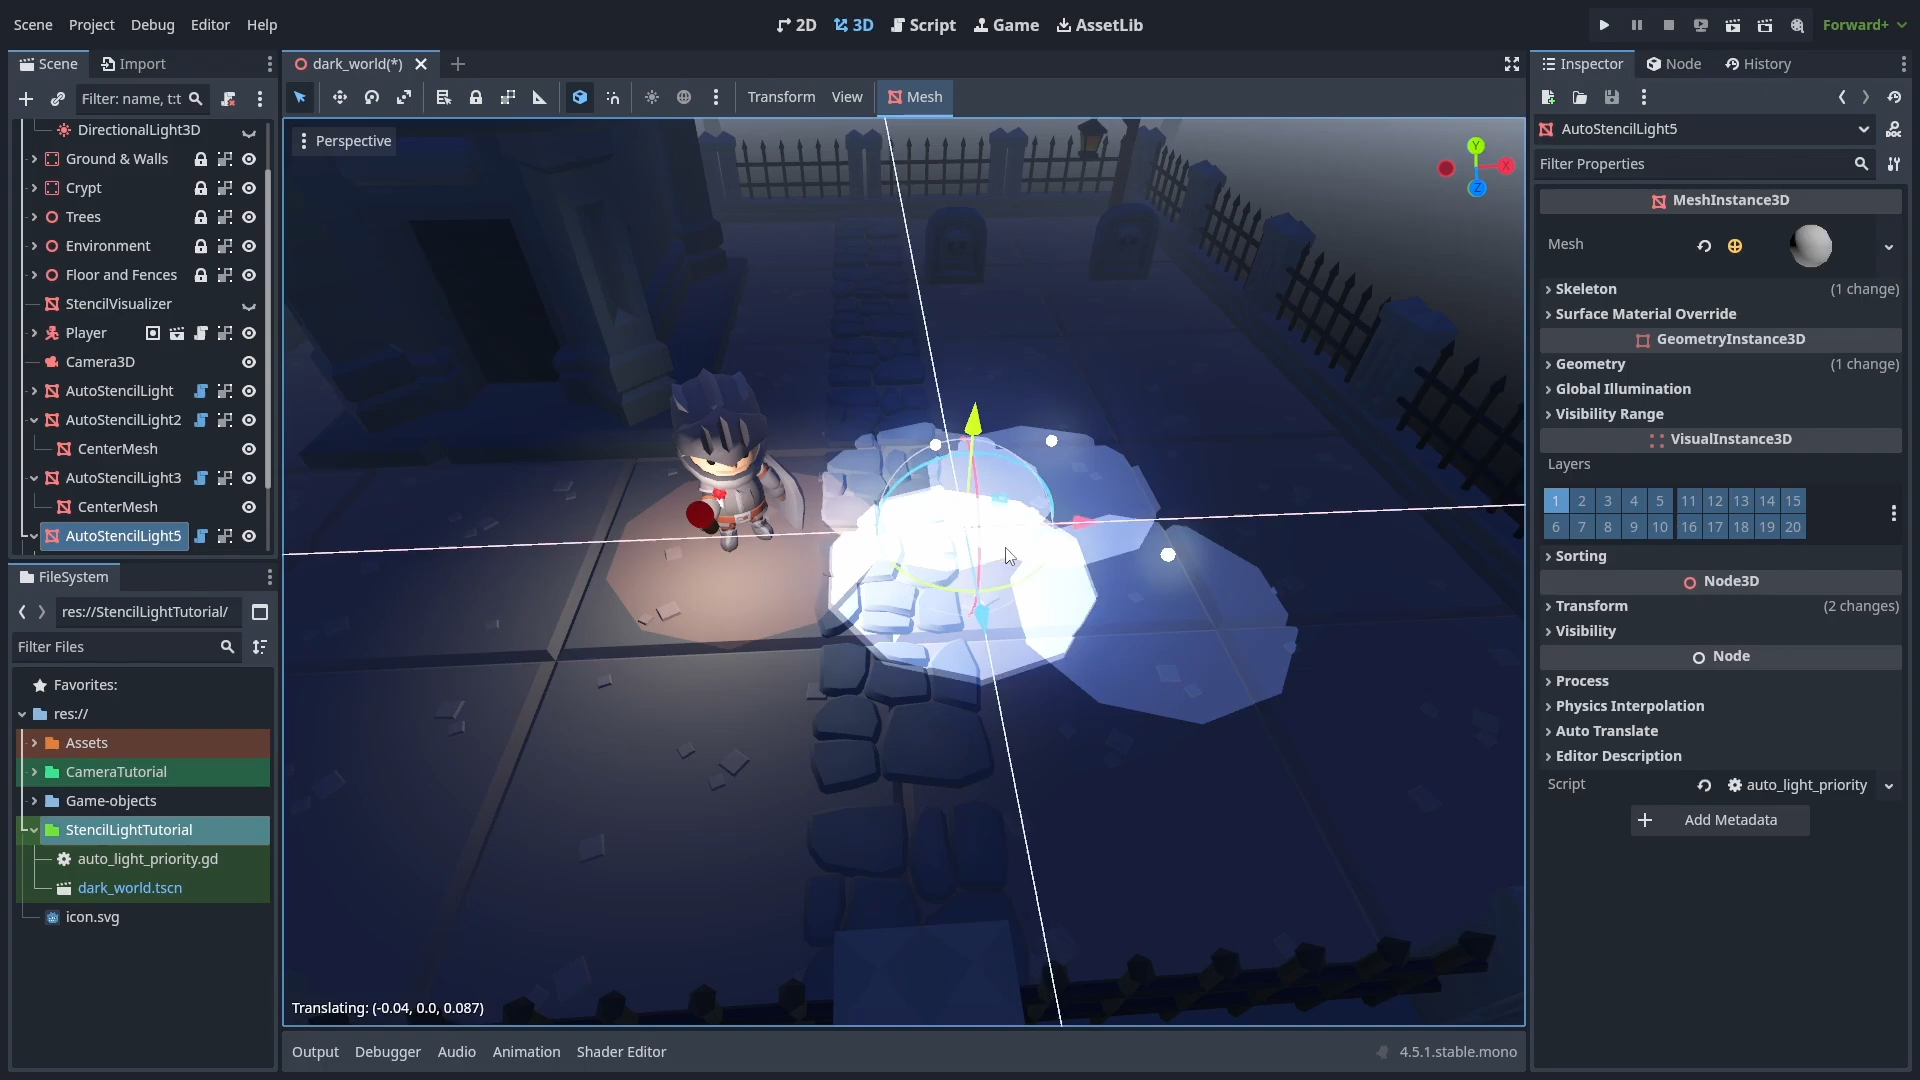 Scene Project Debug Editor Help
2D 3D Script Game AssetLib
Forward+
Scene Import
dark_world(*)
Inspector Node History
Filter: name, t:t
Transform View Mesh
DirectionalLight3D
Ground & Walls
Crypt
Trees
Environment
Floor and Fences
StencilVisualizer
Player
Camera3D
AutoStencilLight
AutoStencilLight2
CenterMesh
AutoStencilLight3
CenterMesh
AutoStencilLight5
FileSystem
res://StencilLightTutorial/
Filter Files
Favorites:
res://
Assets
CameraTutorial
Game-objects
StencilLightTutorial
auto_light_priority.gd
dark_world.tscn
icon.svg
Perspective
Y
X
Z
Translating: (-0.04, 0.0, 0.087)
Output Debugger Audio Animation Shader Editor
4.5.1.stable.mono
AutoStencilLight5
Filter Properties
MeshInstance3D
Mesh
Skeleton (1 change)
Surface Material Override
GeometryInstance3D
Geometry (1 change)
Global Illumination
Visibility Range
VisualInstance3D
Layers
1 2 3 4 5 11 12 13 14 15
6 7 8 9 10 16 17 18 19 20
Sorting
Node3D
Transform (2 changes)
Visibility
Node
Process
Physics Interpolation
Auto Translate
Editor Description
Script auto_light_priority
Add Metadata